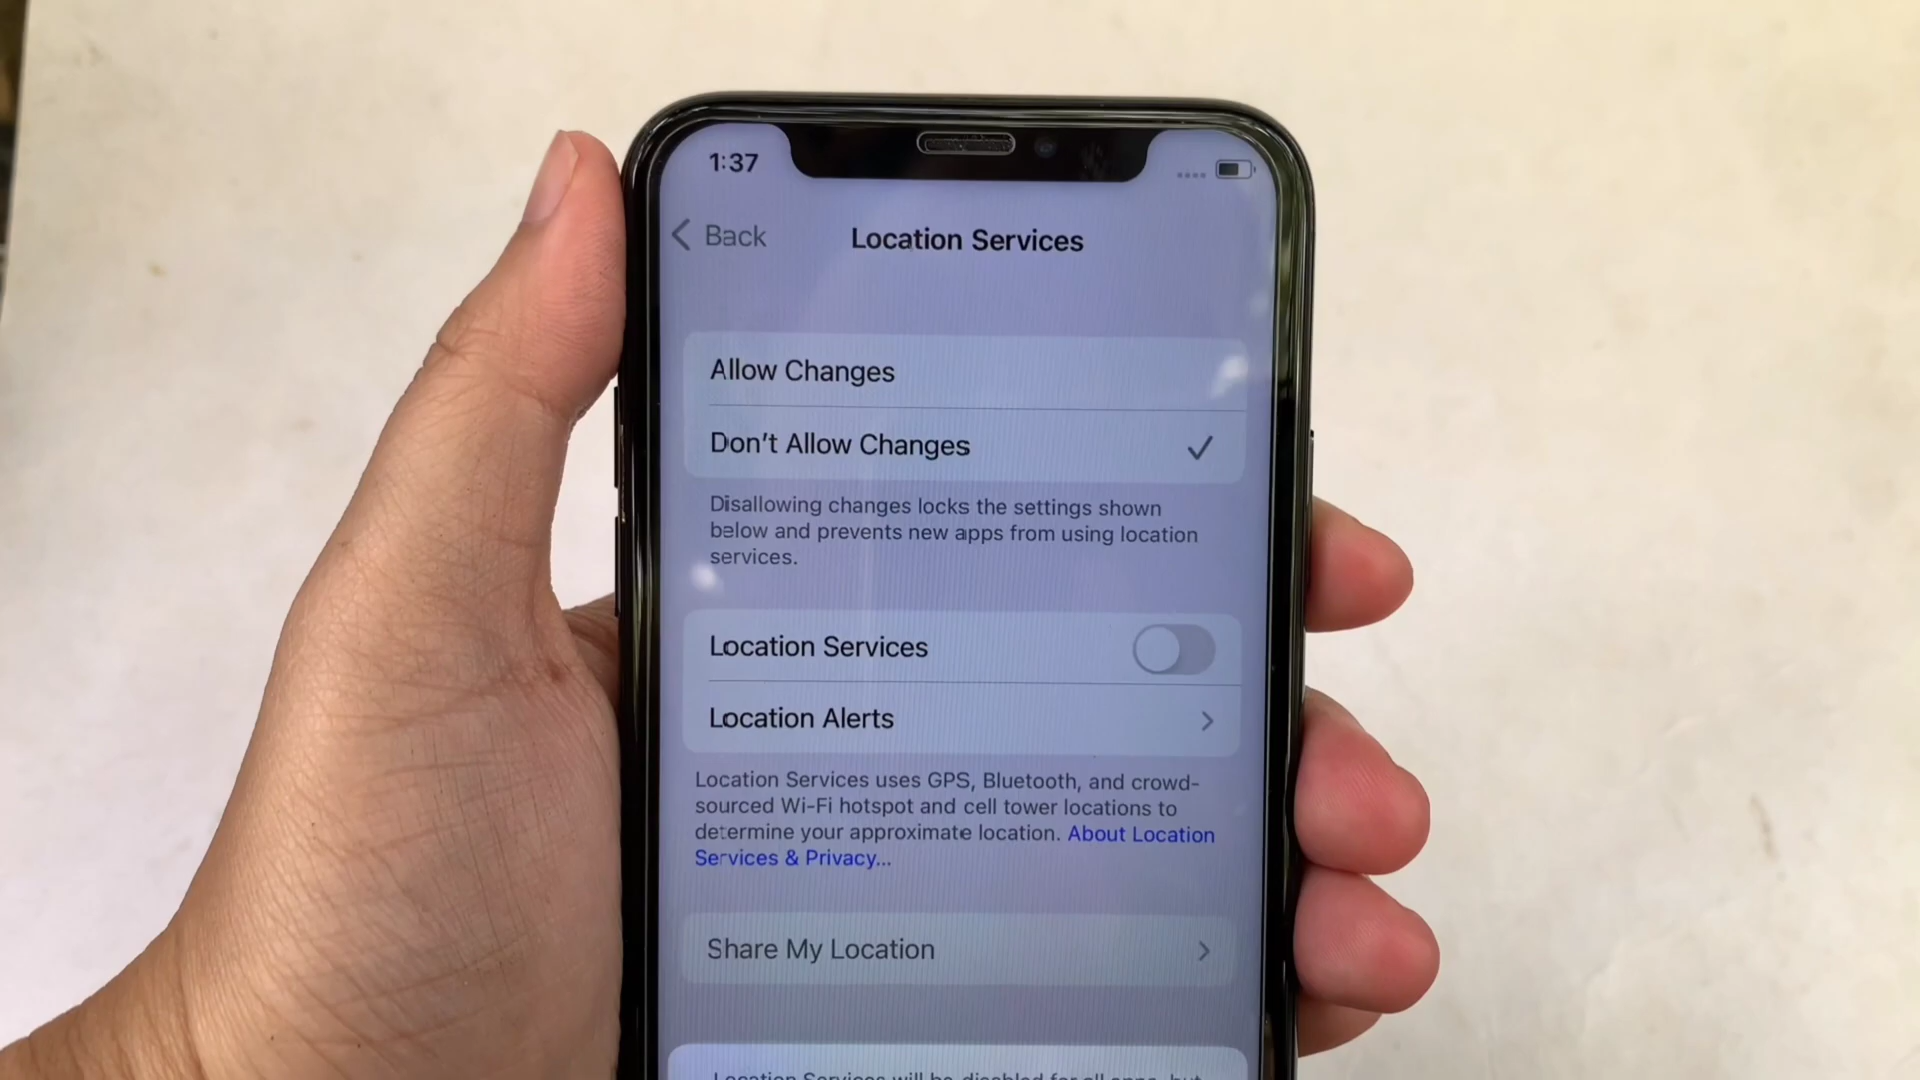 1:37
Back
Location Services
Allow Changes
Don't Allow Changes
Disallowing changes locks the settings shown
below and prevents new apps from using location
services.
Location Services
Location Alerts
Location Services uses GPS, Bluetooth, and crowd-
sourced Wi-Fi hotspot and cell tower locations to
determine your approximate location. About Location
Services & Privacy...
Share My Location
Location Services will be disabled for all apps, but